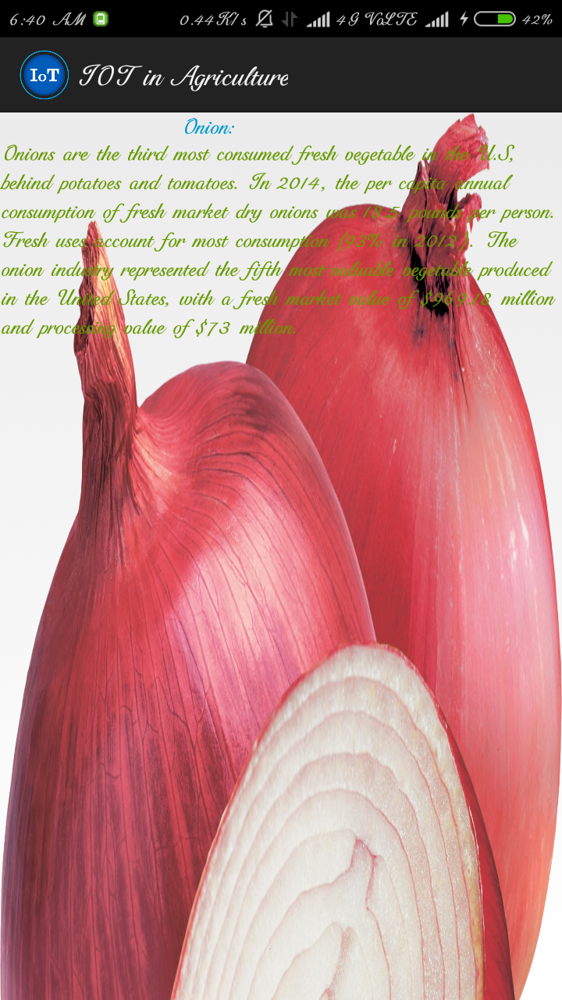 6:40 AM 0.44K/s 4G VoLTE 42%
IoT IOT in Agriculture
Onion:
Onions are the third most consumed fresh vegetable in the U.S,
behind potatoes and tomatoes. In 2014, the per capita annual
consumption of fresh market dry onions was 18.5 pounds per person.
Fresh uses account for most consumption (93% in 2012). The
onion industry represented the fifth most valuable vegetable produced
in the United States, with a fresh market value of $969.18 million
and processing value of $73 million.